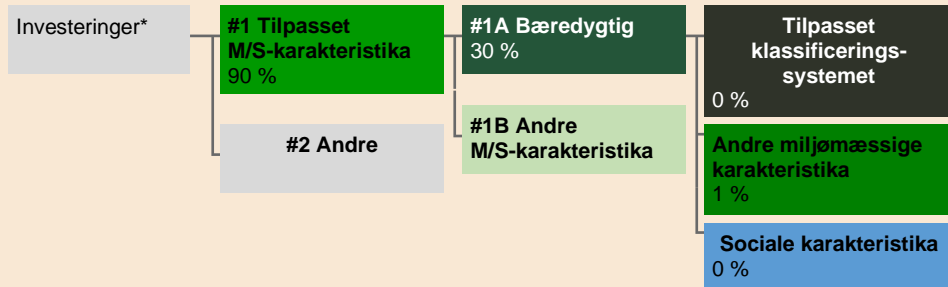 Investeringer*
#1 Tilpasset
M/S-karakteristika
90 %
#2 Andre
#1A Bæredygtig
30 %
#1B Andre
M/S-karakteristika
Tilpasset
klassificerings-
systemet
0 %
Andre miljømæssige
karakteristika
1 %
Sociale karakteristika
0 %